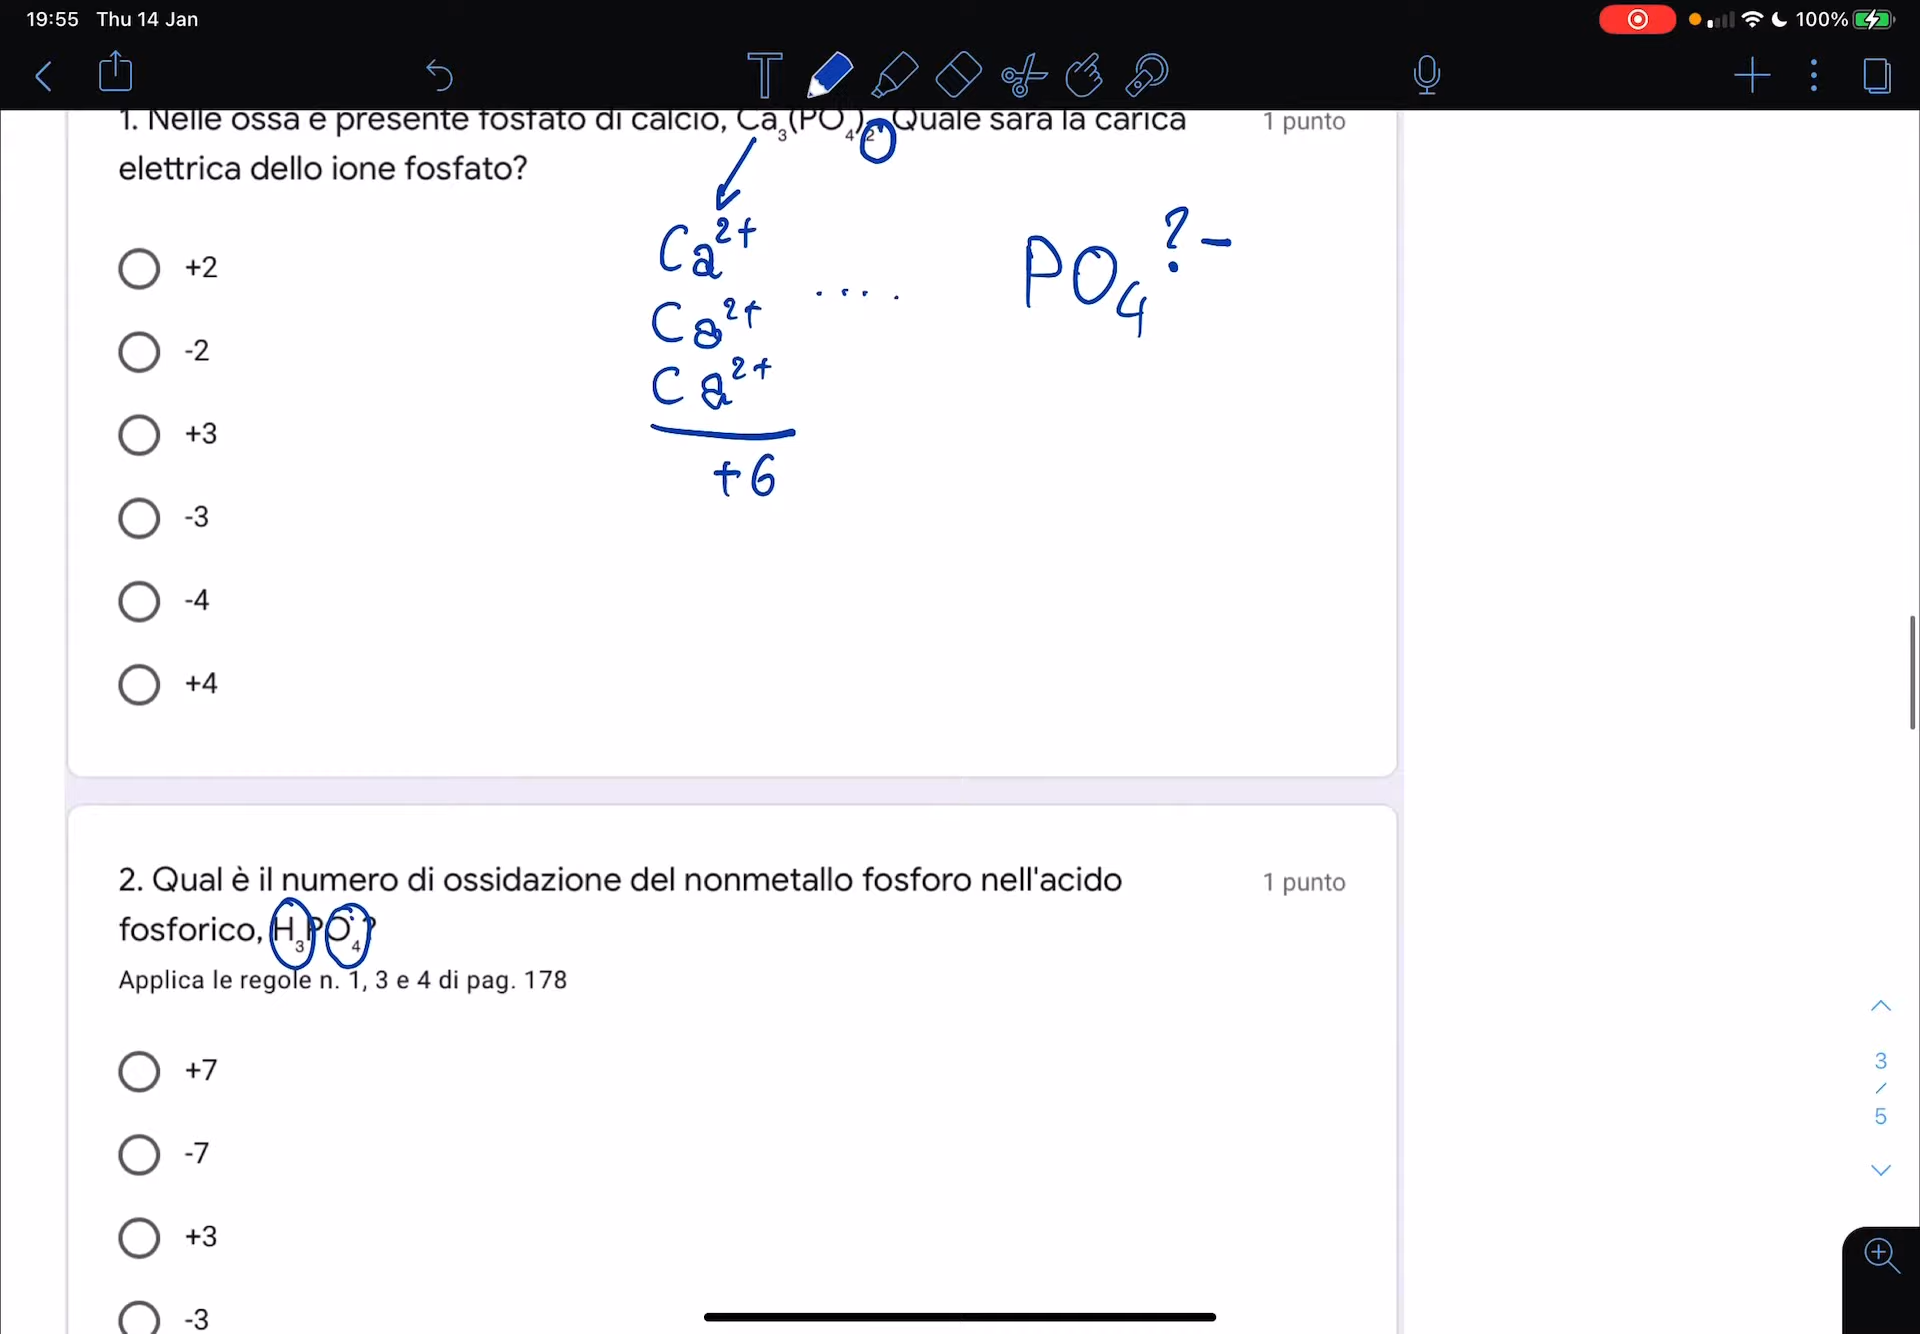 19:55 Thu 14 Jan 100%
1. Nelle ossa è presente fosfato di calcio, Ca₃(PO₄)₂. Quale sarà la carica 1 punto
elettrica dello ione fosfato?
Ca²⁺
PO₄?-
Ca²⁺ ....
Ca²⁺
+6
+2
-2
+3
-3
-4
+4
2. Qual è il numero di ossidazione del nonmetallo fosforo nell'acido 1 punto
fosforico, H₃PO₄?
Applica le regole n. 1, 3 e 4 di pag. 178
+7
-7
+3
-3
3
/
5